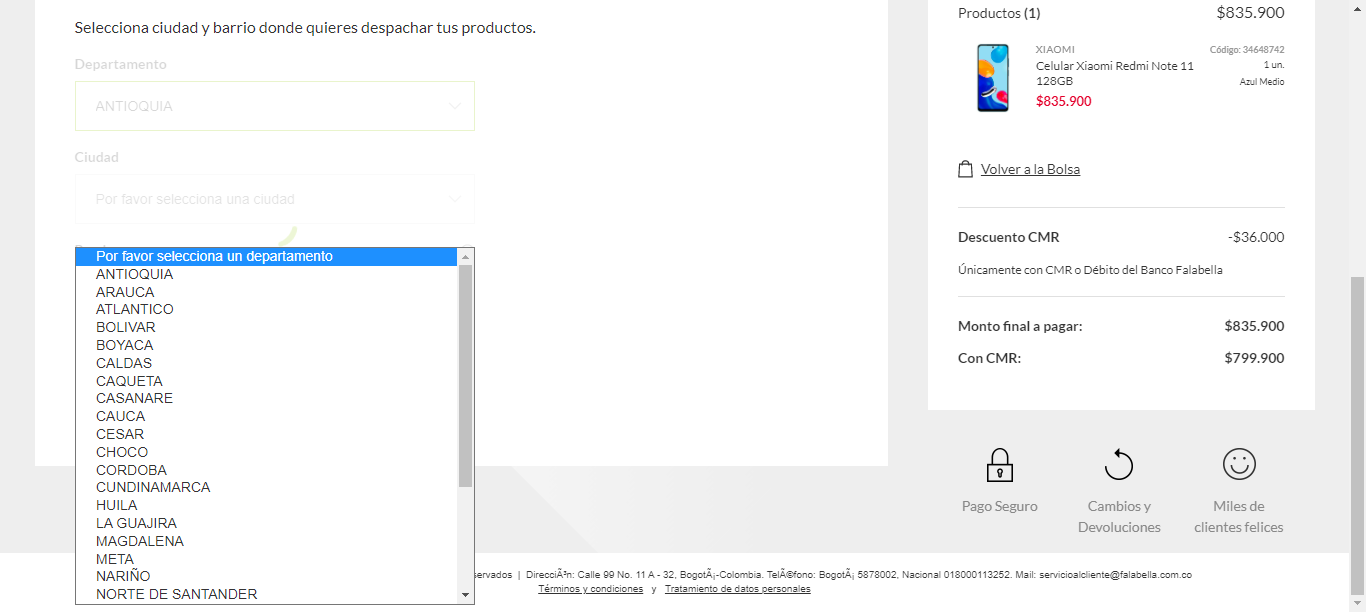 Selecciona ciudad y barrio donde quieres despachar tus productos.
Departamento
ANTIOQUIA
Ciudad
Por favor selecciona una ciudad
Por favor selecciona un departamento
ANTIOQUIA
ARAUCA
ATLANTICO
BOLIVAR
BOYACA
CALDAS
CAQUETA
CASANARE
CAUCA
CESAR
CHOCO
CORDOBA
CUNDINAMARCA
HUILA
LA GUAJIRA
MAGDALENA
META
NARIÑO
NORTE DE SANTANDER
Productos (1) $835.900
XIAOMI Código: 34648742
Celular Xiaomi Redmi Note 11 1 un.
128GB Azul Medio
$835.900
Volver a la Bolsa
Descuento CMR -$36.000
Únicamente con CMR o Débito del Banco Falabella
Monto final a pagar: $835.900
Con CMR: $799.900
Pago Seguro
Cambios y
Devoluciones
Miles de
clientes felices
servados | DirecciÃ³n: Calle 99 No. 11 A - 32, BogotÃ¡-Colombia. TelÃ©fono: BogotÃ¡ 5878002, Nacional 018000113252. Mail: servicioalcliente@falabella.com.co
Términos y condiciones y Tratamiento de datos personales